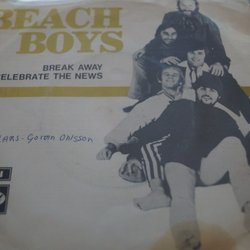 BEACH
BOYS
BREAK AWAY
CELEBRATE THE NEWS
Goran Ohlsson